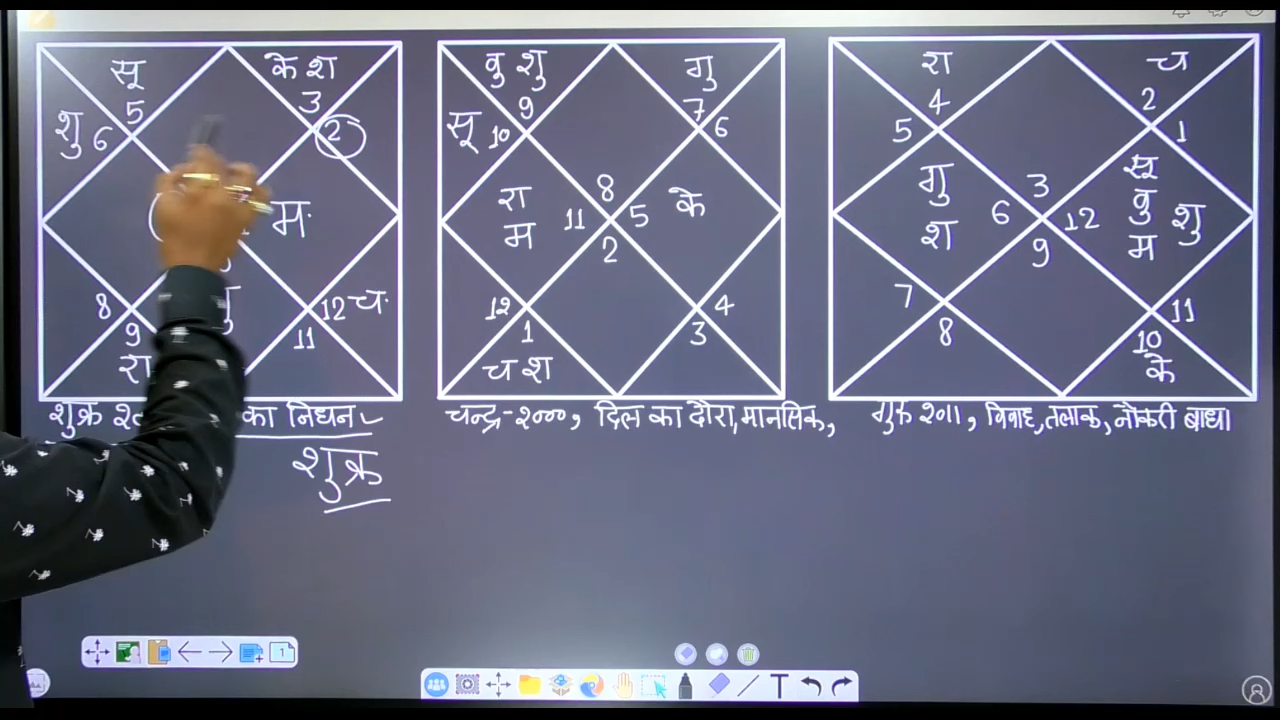 सू
5
के श
3
शु 6
2
म.
8
9
रा
12 च.
11
शुक्र
का निधन
शुक्र
बु शु
9
गु
7
सू 10
6
रा
म
8
11
5
के
2
12
1
च श
4
3
चन्द्र-२०००, दिल का दौरा, मानसिक,
रा
4
च
2
5
1
गु
श
3
6
12
सू
बु
म
शु
9
7
8
11
10
के
गुरु २०११, विवाह, तलाक, नौकरी बाधा
1
T